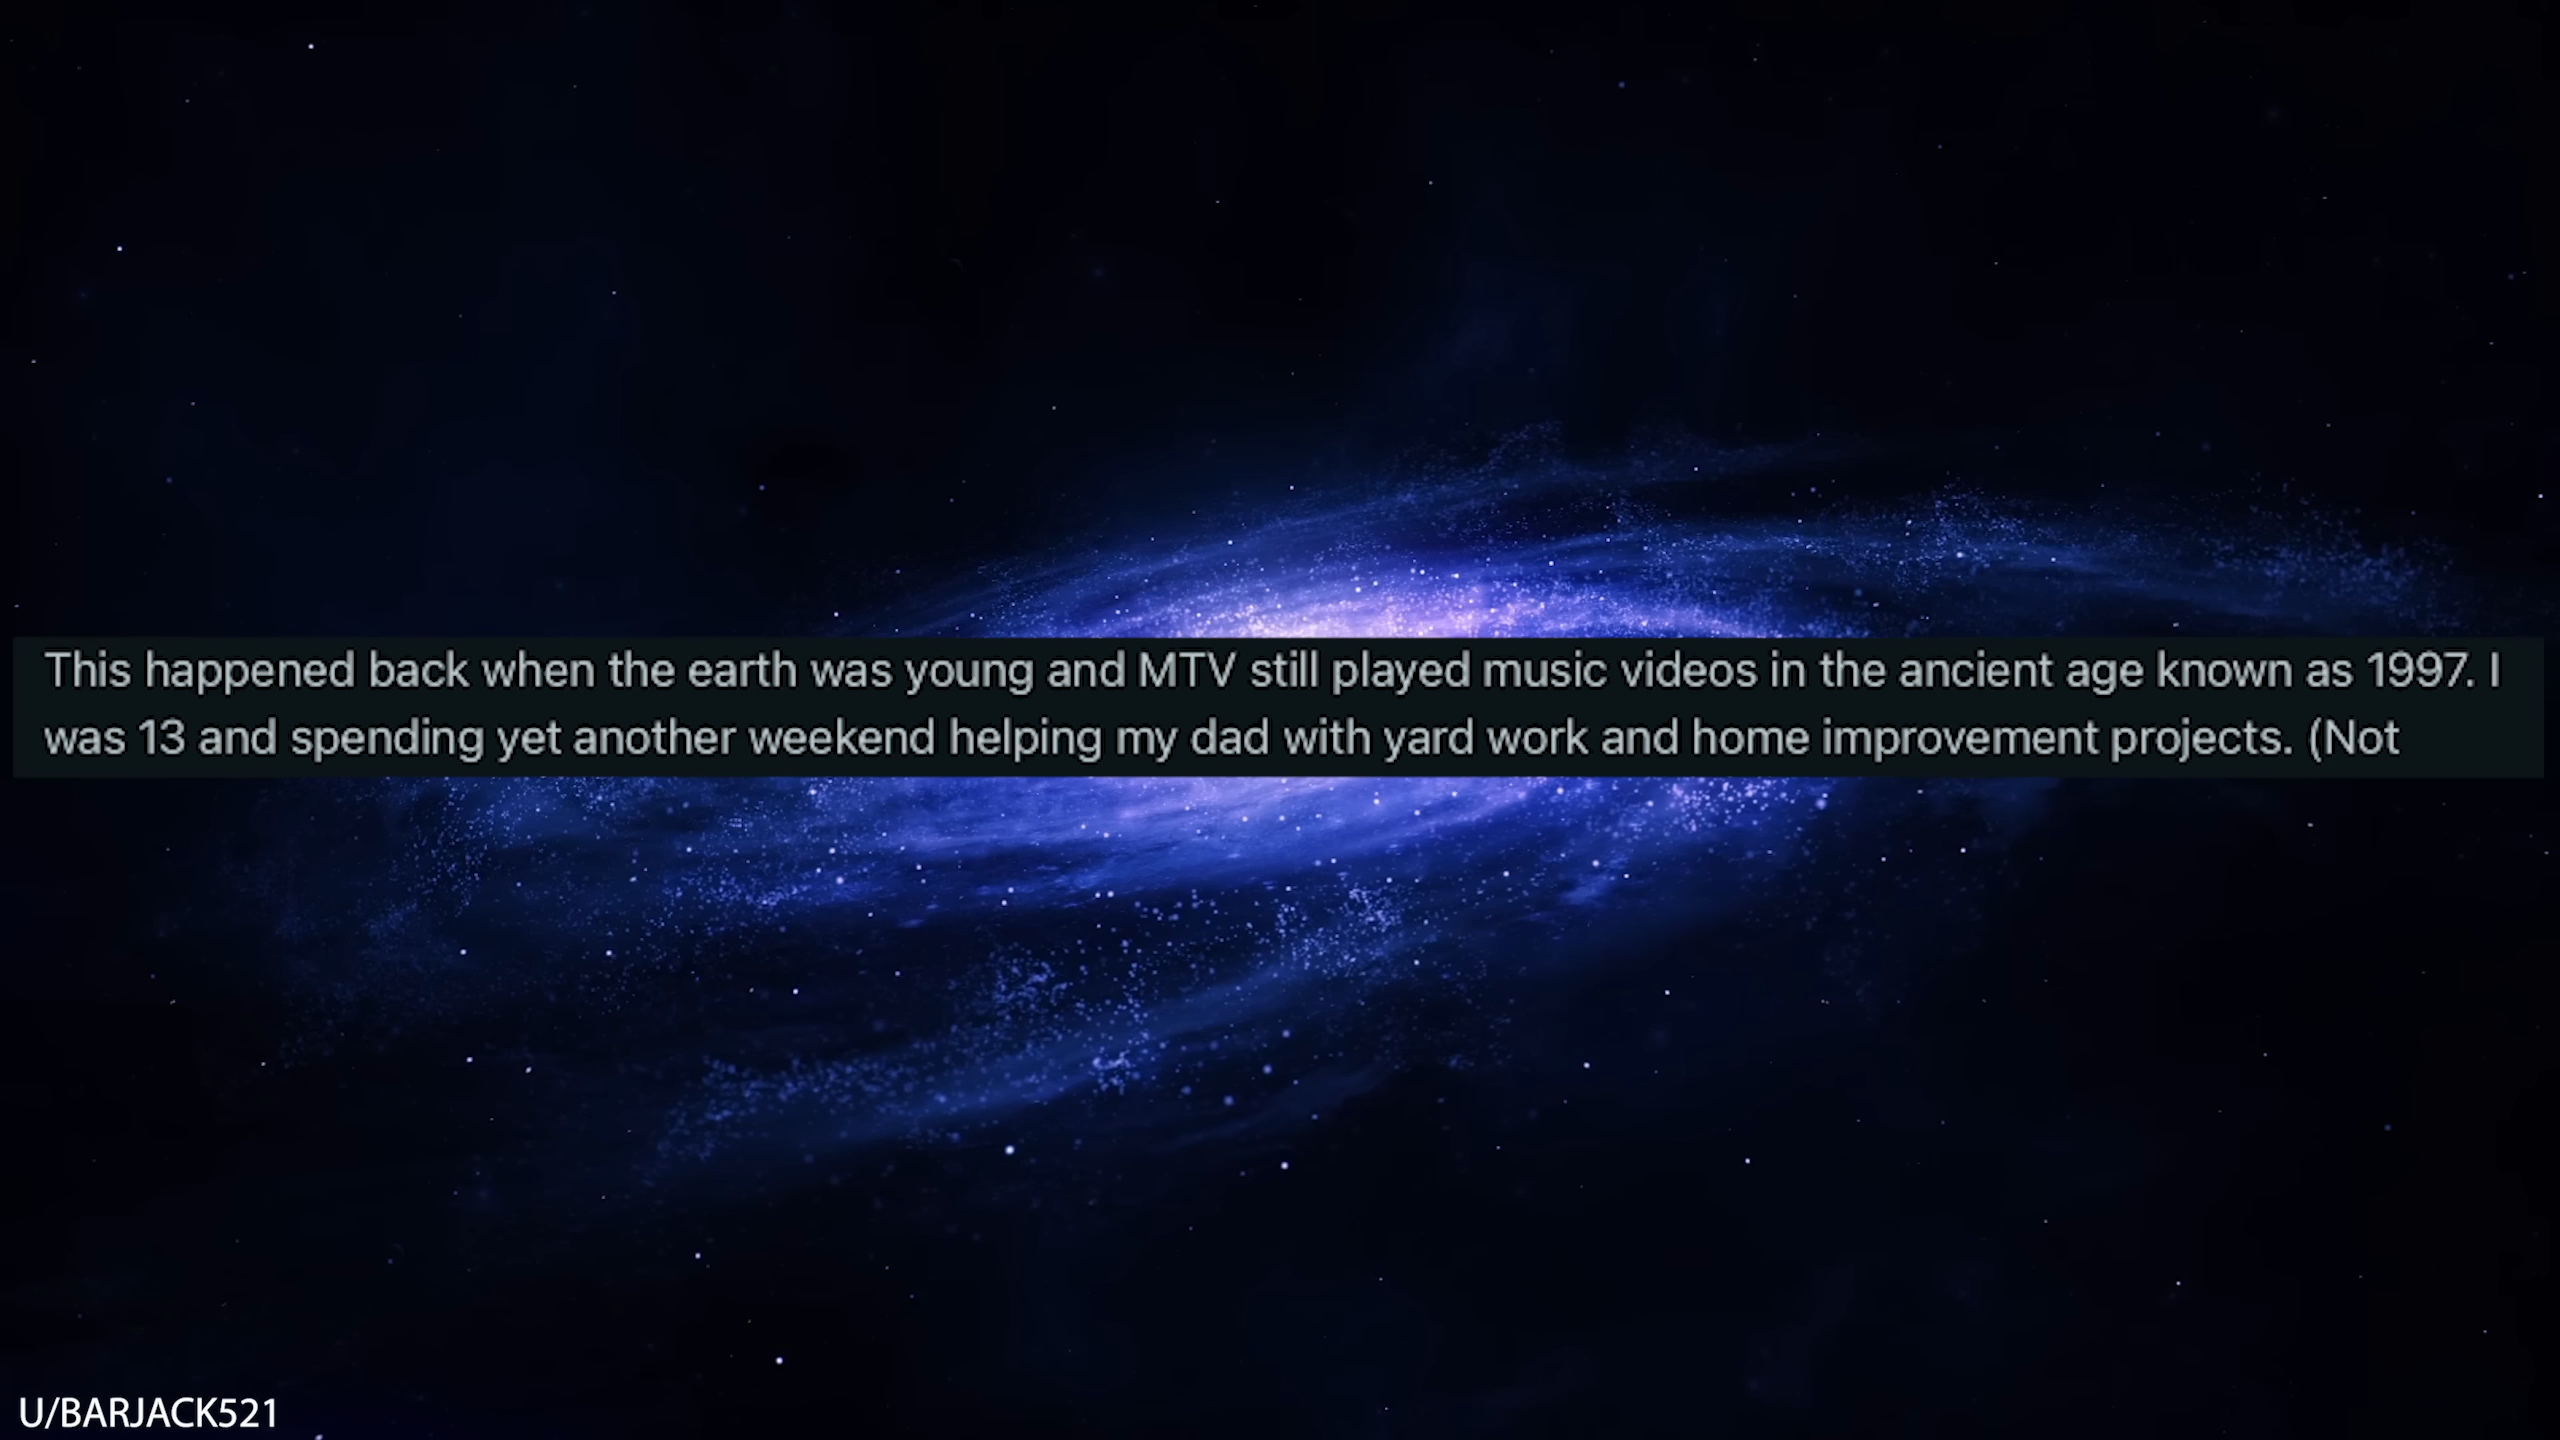 This happened back when the earth was young and MTV still played music videos in the ancient age known as 1997. I
was 13 and spending yet another weekend helping my dad with yard work and home improvement projects. (Not
U/BARJACK521